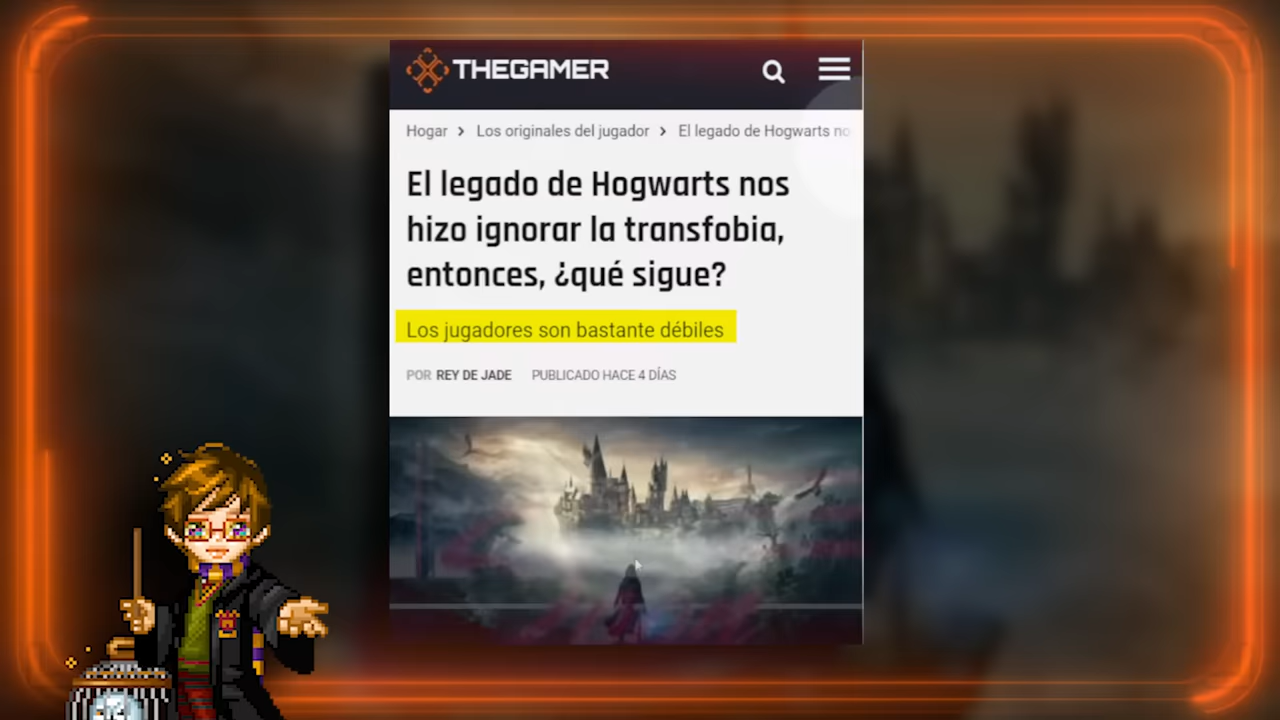 THEGAMER
Hogar > Los originales del jugador > El legado de Hogwarts no
El legado de Hogwarts nos
hizo ignorar la transfobia,
entonces, ¿qué sigue?
Los jugadores son bastante débiles
POR REY DE JADE PUBLICADO HACE 4 DÍAS